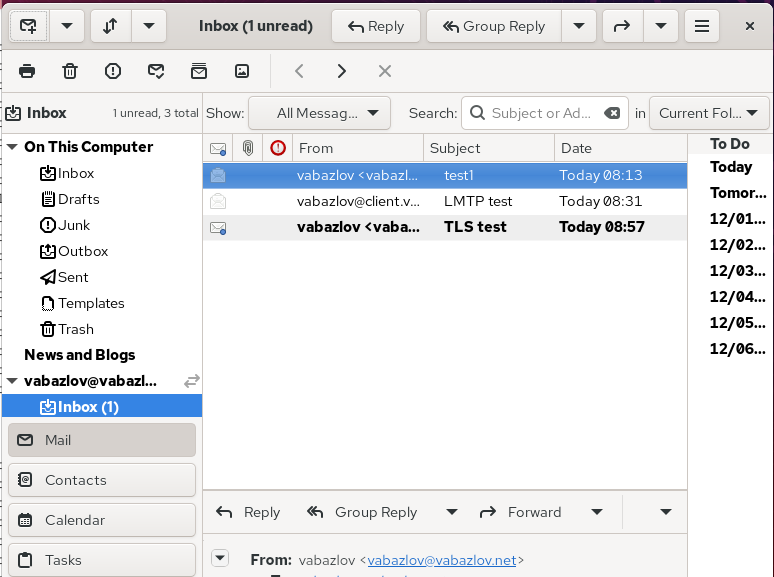 Inbox (1 unread) Reply Group Reply
Inbox 1 unread, 3 total Show: All Messag... Search: Subject or Ad... in Current Fol...
On This Computer
Inbox
Drafts
Junk
Outbox
Sent
Templates
Trash
News and Blogs
vabazlov@vabazl...
Inbox (1)
Mail
Contacts
Calendar
Tasks
From Subject Date
vabazlov <vabazl... test1 Today 08:13
vabazlov@client.v... LMTP test Today 08:31
vabazlov <vaba... TLS test Today 08:57
Reply Group Reply Forward
From: vabazlov <vabazlov@vabazlov.net>
To Do
Today
Tomor...
12/01...
12/02...
12/03...
12/04...
12/05...
12/06...